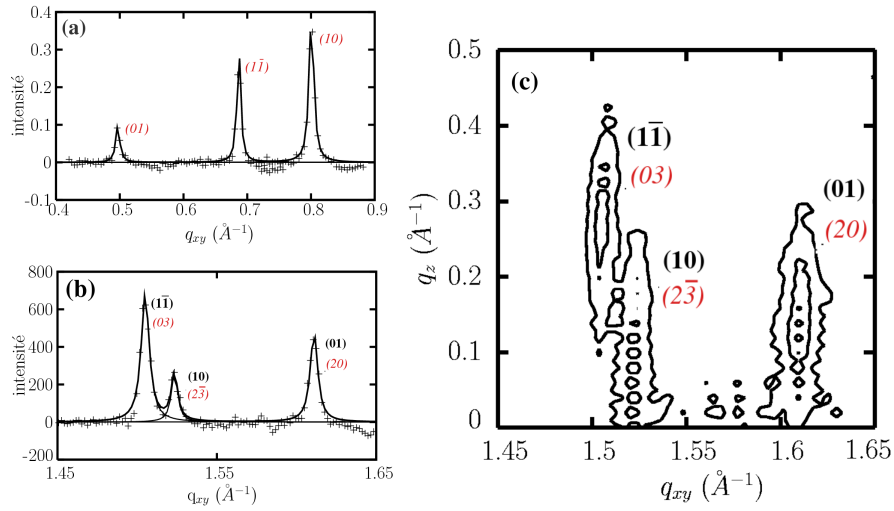 (a)
0.4
0.3
0.2
0.1
0
-0.1
intensité
(01)
(11̅)
(10)
0.4 0.5 0.6 0.7 0.8 0.9
q_xy (Å⁻¹)
(b)
800
600
400
200
0
-200
intensité
(11̅)
(03)
(10)
(23̅)
(01)
(20)
1.45 1.55 1.65
q_xy (Å⁻¹)
(c)
0.5
0.4
0.3
0.2
0.1
0
q_z (Å⁻¹)
(11̅)
(03)
(10)
(23̅)
(01)
(20)
1.45 1.5 1.55 1.6 1.65
q_xy (Å⁻¹)